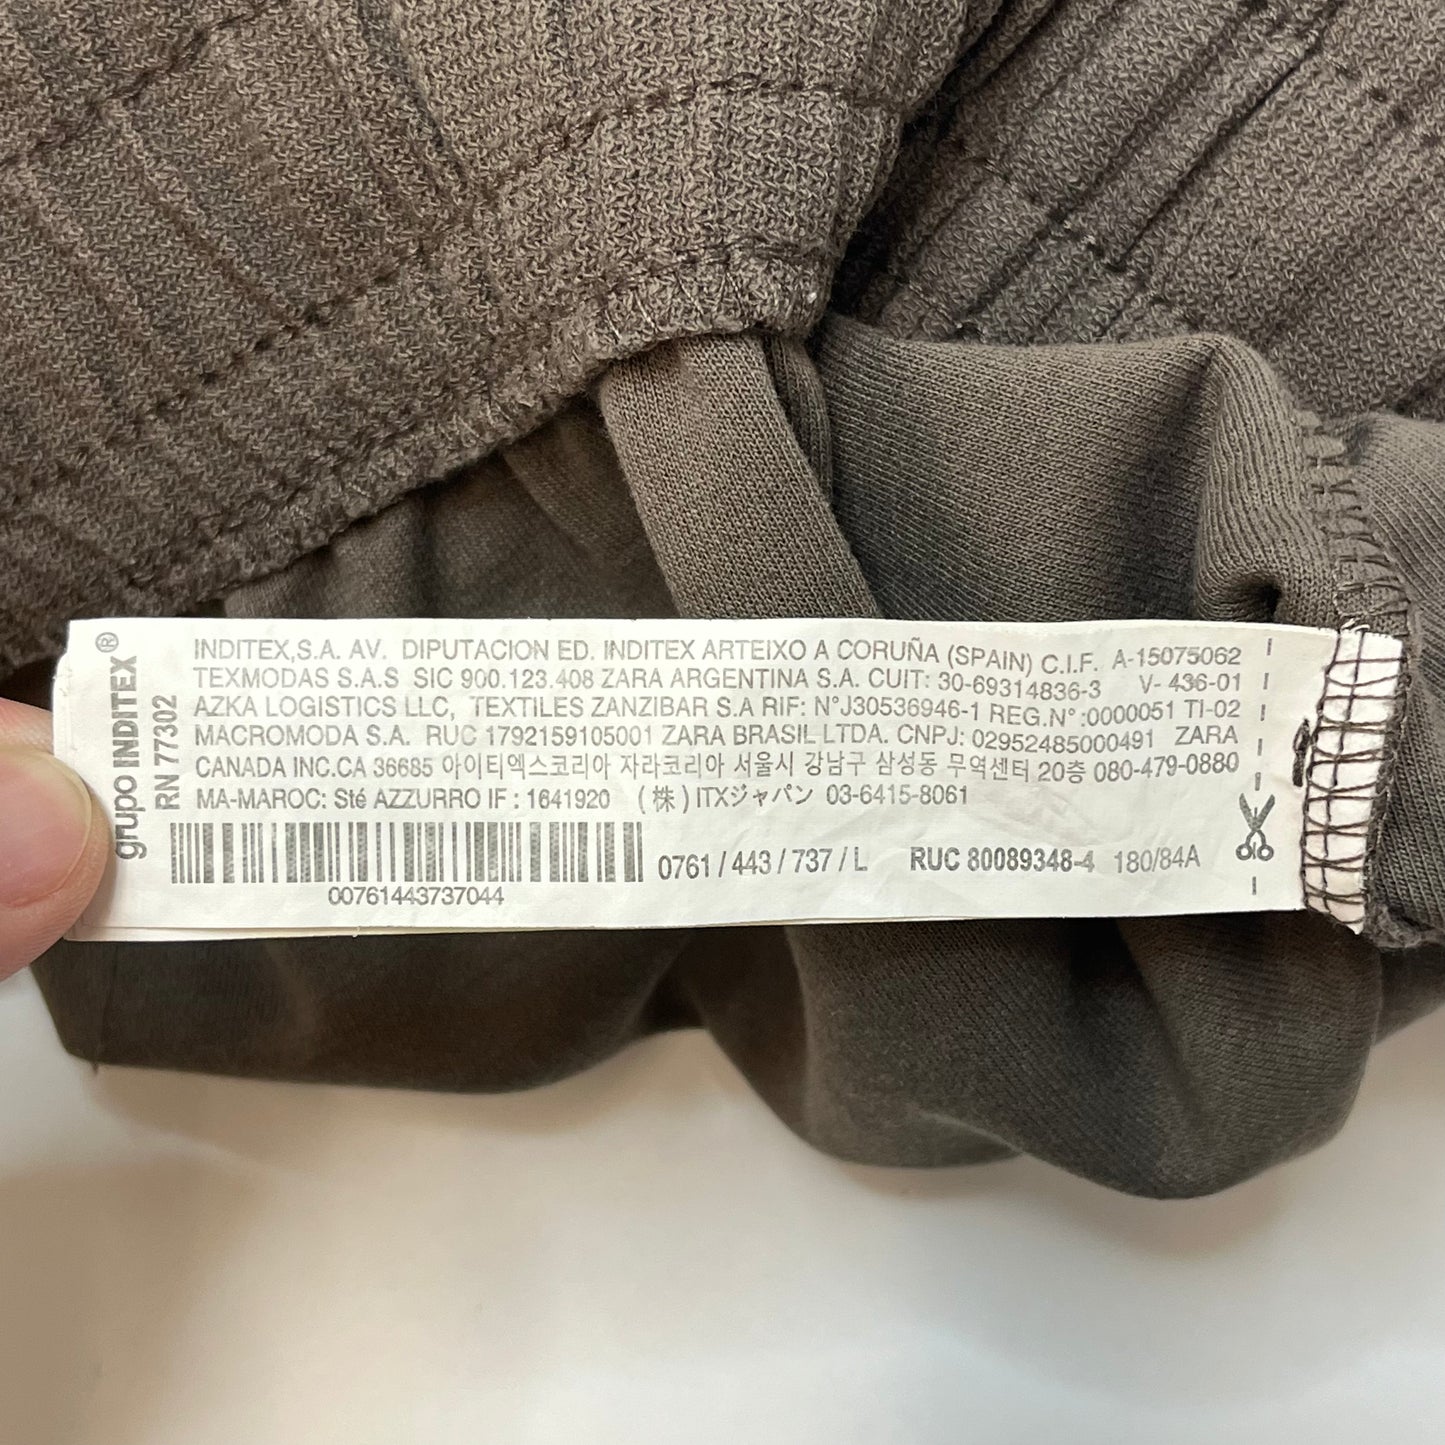 grupo INDITEX®
RN 77302
INDITEX,S.A. AV. DIPUTACION ED. INDITEX ARTEIXO A CORUÑA (SPAIN) C.I.F. A-15075062
TEXMODAS S.A.S SIC 900.123.408 ZARA ARGENTINA S.A. CUIT: 30-69314836-3 V- 436-01
AZKA LOGISTICS LLC, TEXTILES ZANZIBAR S.A RIF: N°J30536946-1 REG.N° :0000051 TI-02
MACROMODA S.A. RUC 1792159105001 ZARA BRASIL LTDA. CNPJ: 02952485000491 ZARA
CANADA INC.CA 36685 아이티엑스코리아 자라코리아 서울시 강남구 삼성동 무역센터 20층 080-479-0880
MA-MAROC: Sté AZZURRO IF : 1641920 (株) ITXジャパン 03-6415-8061
0761 / 443 / 737 / L RUC 80089348-4 180/84A
00761443737044